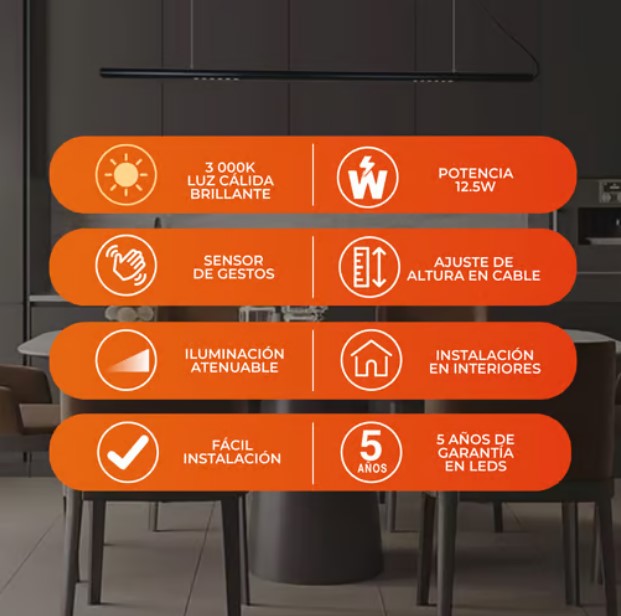 3 000K
LUZ CÁLIDA
BRILLANTE
W
POTENCIA
12.5W
SENSOR
DE GESTOS
AJUSTE DE
ALTURA EN CABLE
ILUMINACIÓN
ATENUABLE
INSTALACIÓN
EN INTERIORES
FÁCIL
INSTALACIÓN
5
AÑOS
5 AÑOS DE
GARANTÍA
EN LEDS